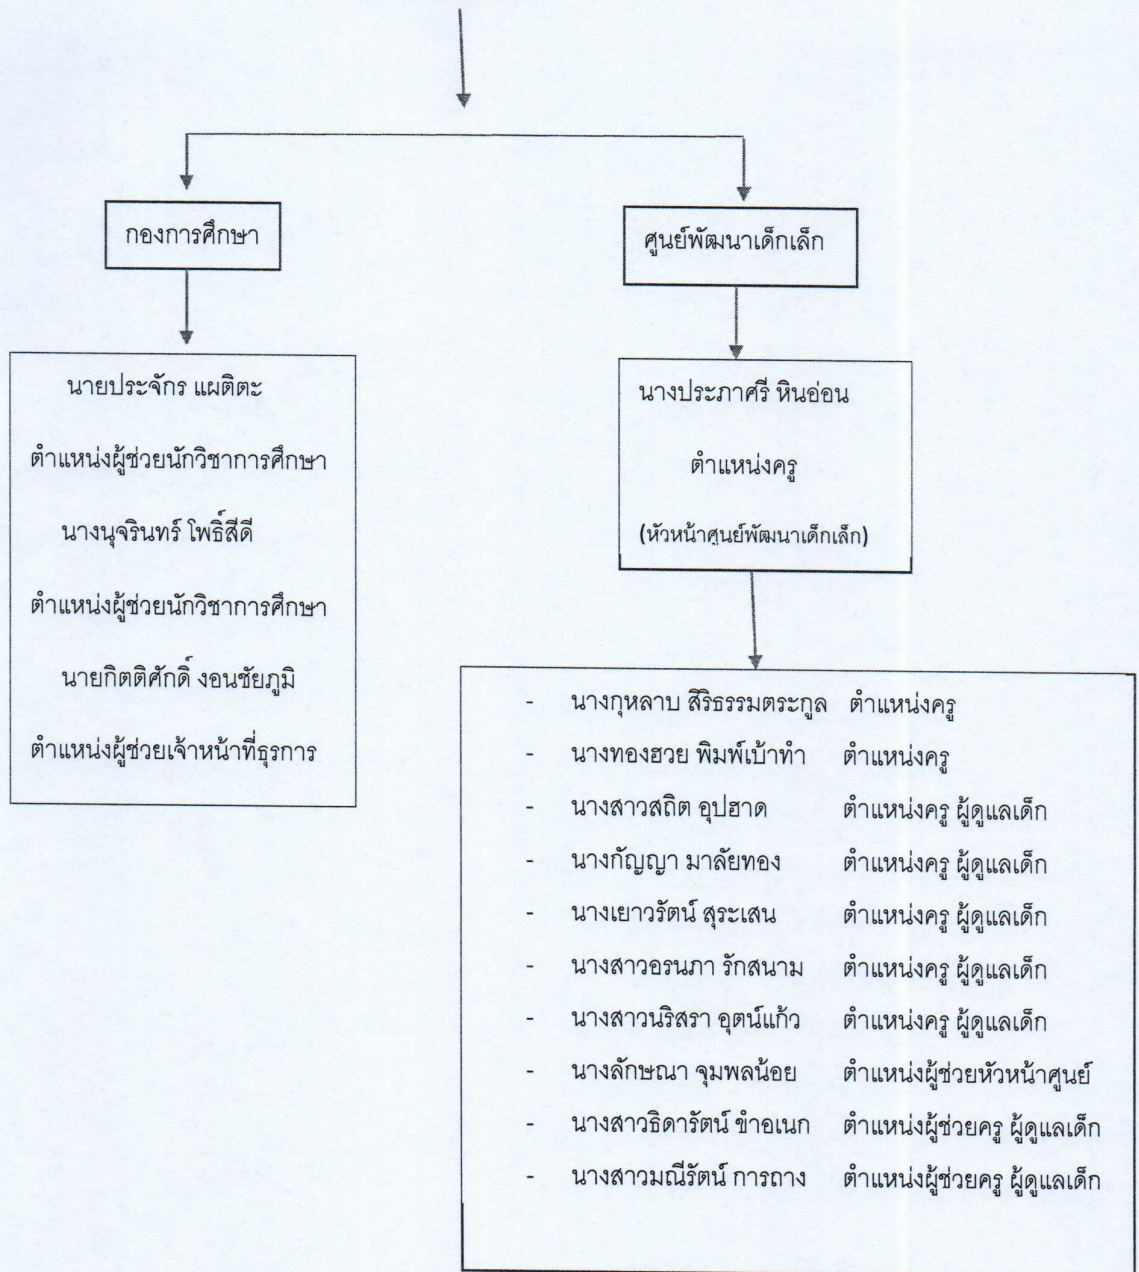 กองการศึกษา
นายประจักร แผติตะ
ตำแหน่งผู้ช่วยนักวิชาการศึกษา
นางนุจรินทร์ โพธิ์สีดี
ตำแหน่งผู้ช่วยนักวิชาการศึกษา
นายกิตติศักดิ์ งอนชัยภูมิ
ตำแหน่งผู้ช่วยเจ้าหน้าที่ธุรการ
ศูนย์พัฒนาเด็กเล็ก
นางประภาศรี หินอ่อน
ตำแหน่งครู
(หัวหน้าศูนย์พัฒนาเด็กเล็ก)
- นางกุหลาบ สิริธรรมตระกูล ตำแหน่งครู
- นางทองฮวย พิมพ์เบ้าทำ ตำแหน่งครู
- นางสาวสถิต อุปฮาด ตำแหน่งครู ผู้ดูแลเด็ก
- นางกัญญา มาลัยทอง ตำแหน่งครู ผู้ดูแลเด็ก
- นางเยาวรัตน์ สุระเสน ตำแหน่งครู ผู้ดูแลเด็ก
- นางสาวอรนภา รักสนาม ตำแหน่งครู ผู้ดูแลเด็ก
- นางสาวนริสรา อุตน์แก้ว ตำแหน่งครู ผู้ดูแลเด็ก
- นางลักษณา จุมพลน้อย ตำแหน่งผู้ช่วยหัวหน้าศูนย์
- นางสาวธิดารัตน์ ขำอเนก ตำแหน่งผู้ช่วยครู ผู้ดูแลเด็ก
- นางสาวมณีรัตน์ การถาง ตำแหน่งผู้ช่วยครู ผู้ดูแลเด็ก